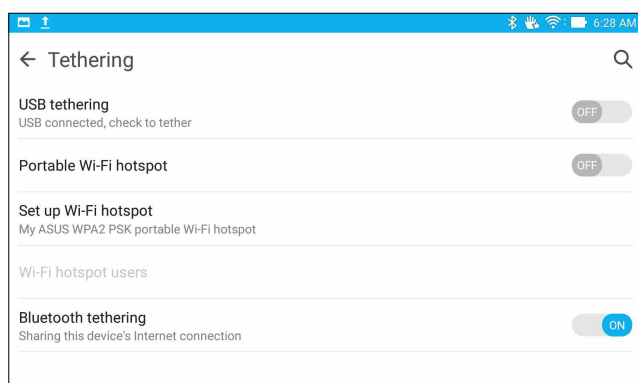 6:28 AM
Tethering
USB tethering
OFF
USB connected, check to tether
Portable Wi-Fi hotspot
OFF
Set up Wi-Fi hotspot
My ASUS WPA2 PSK portable Wi-Fi hotspot
Wi-Fi hotspot users
Bluetooth tethering
ON
Sharing this device's Internet connection